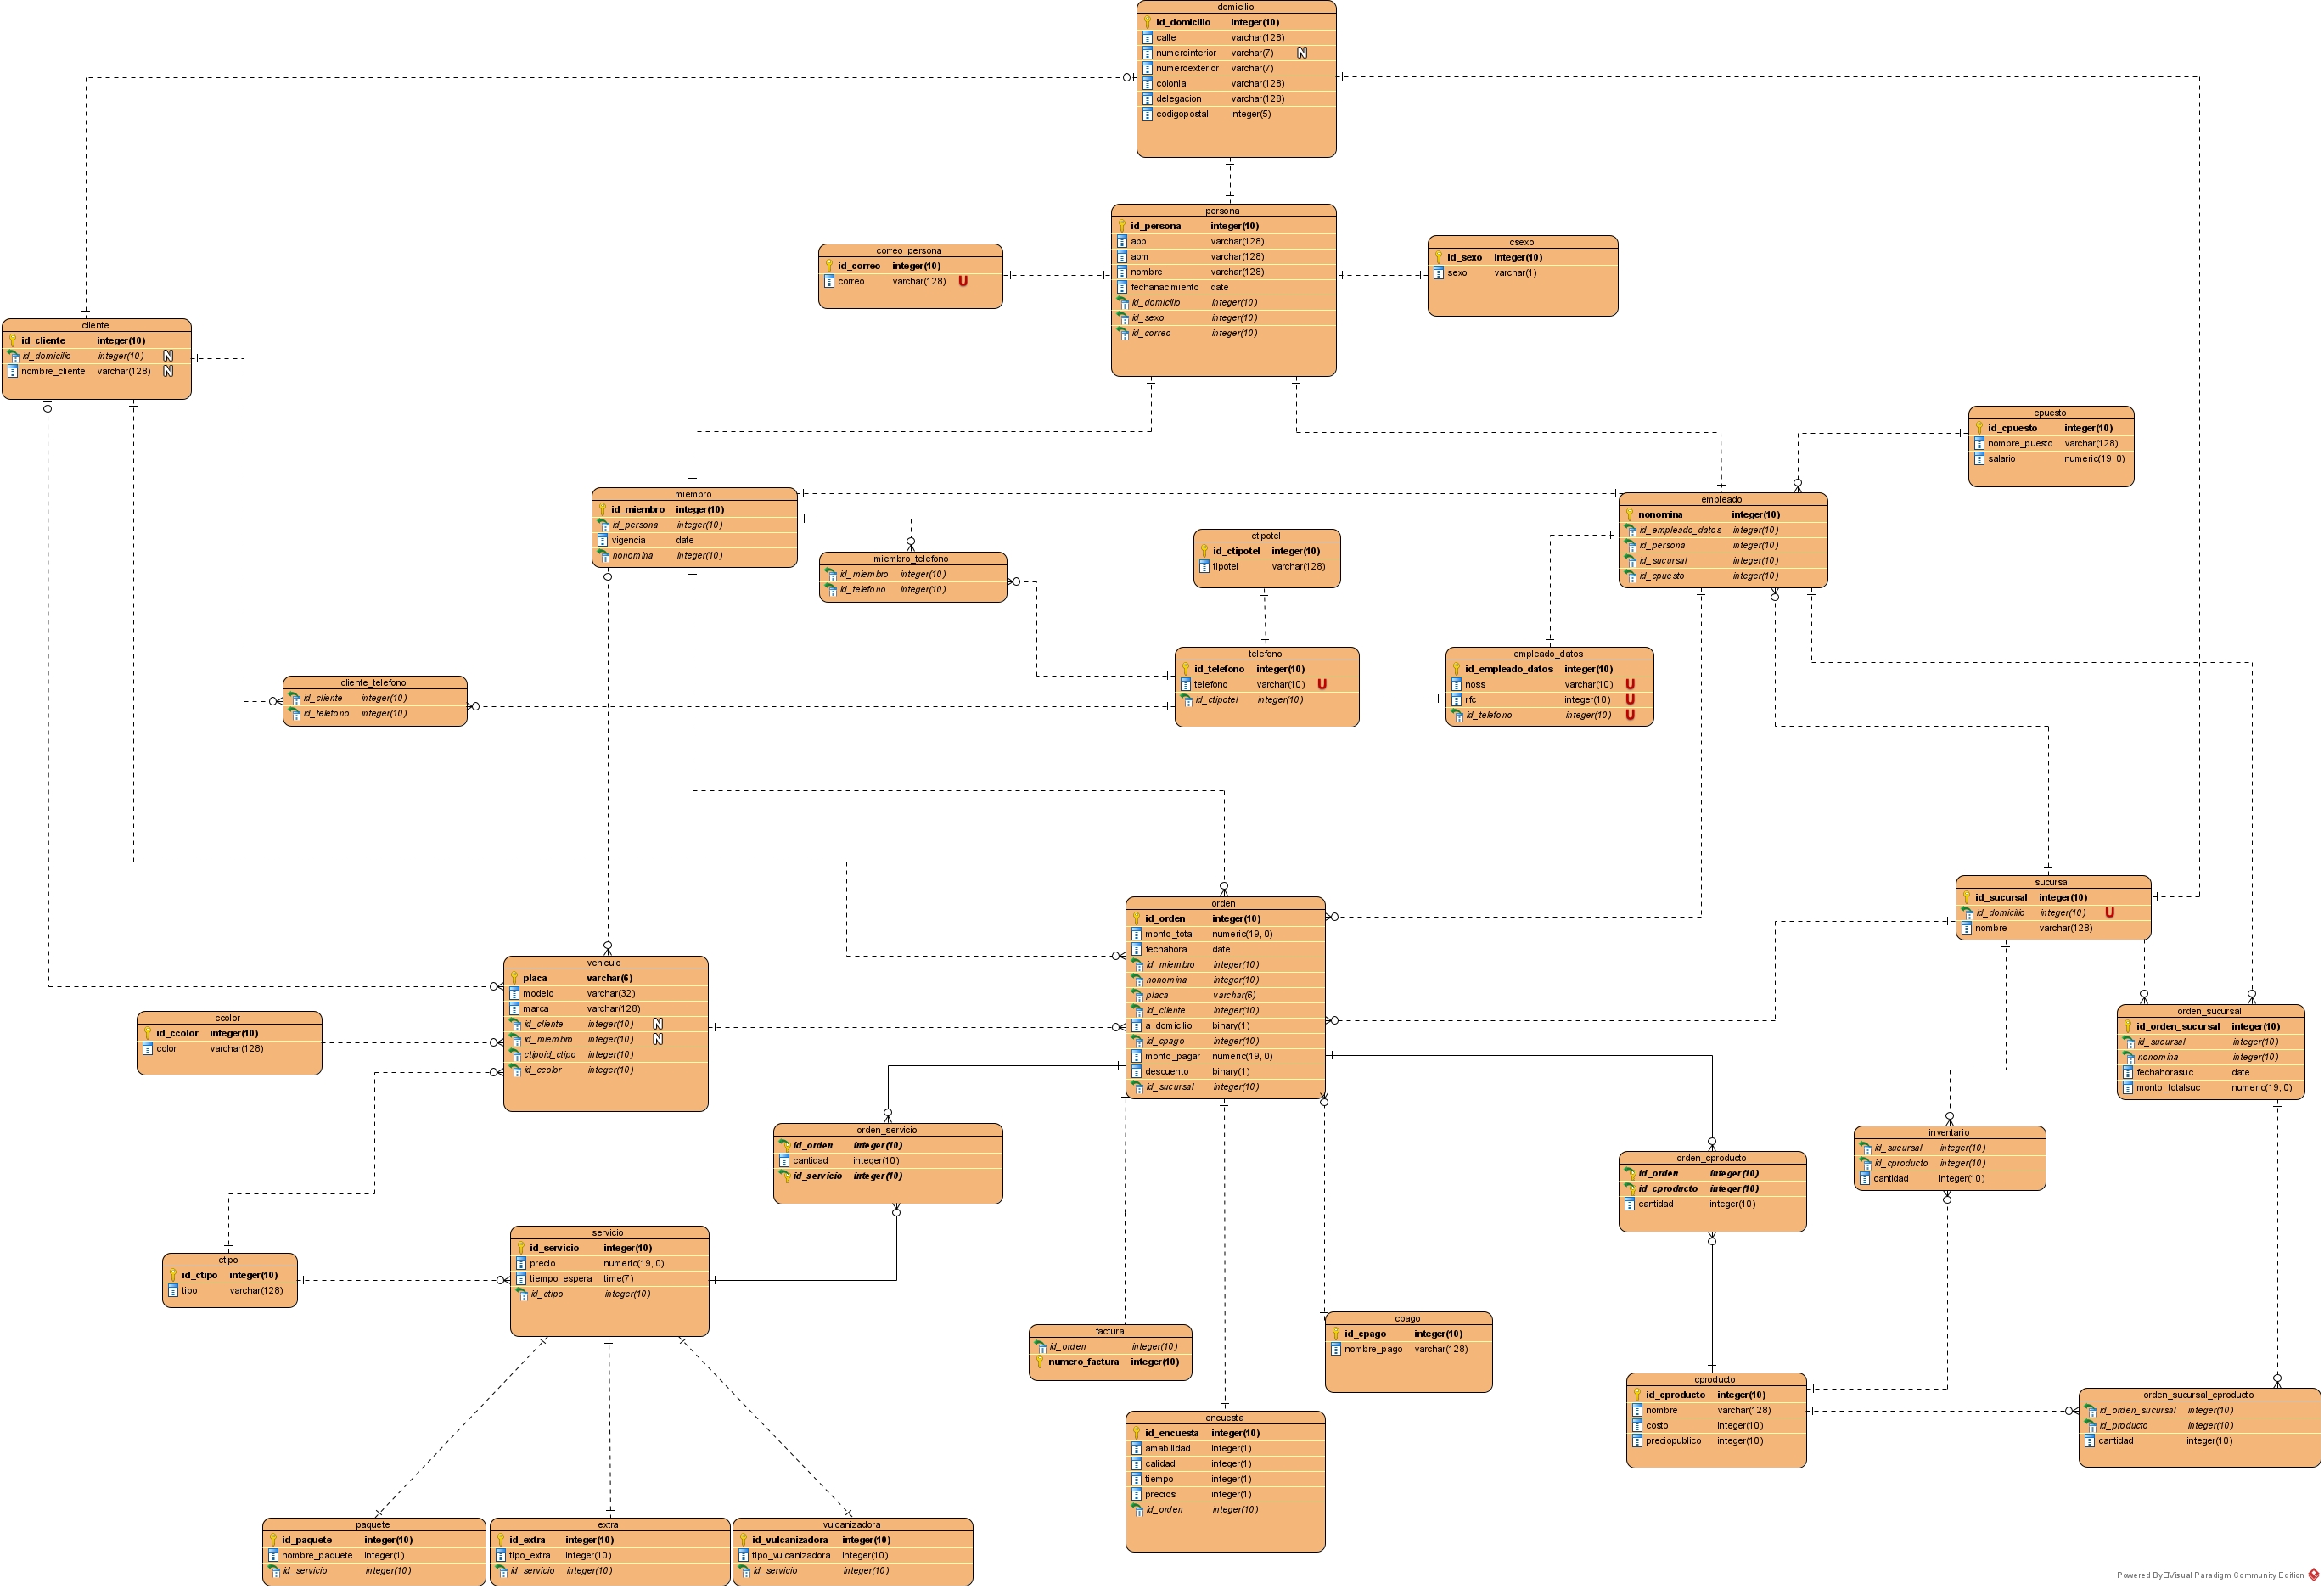 domicilio
id_domicilio integer(10)
calle varchar(128)
numerointerior varchar(7) N
numeroexterior varchar(7)
colonia varchar(128)
delegacion varchar(128)
codigopostal integer(5)
persona
id_persona integer(10)
app varchar(128)
apm varchar(128)
nombre varchar(128)
fechanacimiento date
id_domicilio integer(10)
id_sexo integer(10)
id_correo integer(10)
correo_persona
id_correo integer(10)
correo varchar(128) U
csexo
id_sexo integer(10)
sexo varchar(1)
cliente
id_cliente integer(10)
id_domicilio integer(10) N
nombre_cliente varchar(128) N
cpuesto
id_cpuesto integer(10)
nombre_puesto varchar(128)
salario numeric(19, 0)
miembro
id_miembro integer(10)
id_persona integer(10)
vigencia date
nonomina integer(10)
empleado
nonomina integer(10)
id_empleado_datos integer(10)
id_persona integer(10)
id_sucursal integer(10)
id_cpuesto integer(10)
miembro_telefono
id_miembro integer(10)
id_telefono integer(10)
ctipotel
id_ctipotel integer(10)
tipotel varchar(128)
telefono
id_telefono integer(10)
telefono varchar(10) U
id_ctipotel integer(10)
empleado_datos
id_empleado_datos integer(10)
noss varchar(10) U
rfc integer(10) U
id_telefono integer(10) U
cliente_telefono
id_cliente integer(10)
id_telefono integer(10)
sucursal
id_sucursal integer(10)
id_domicilio integer(10) U
nombre varchar(128)
orden
id_orden integer(10)
monto_total numeric(19, 0)
fechahora date
id_miembro integer(10)
nonomina integer(10)
placa varchar(6)
id_cliente integer(10)
a_domicilio binary(1)
id_cpago integer(10)
monto_pagar numeric(19, 0)
descuento binary(1)
id_sucursal integer(10)
vehiculo
placa varchar(6)
modelo varchar(32)
marca varchar(128)
id_cliente integer(10) N
id_miembro integer(10) N
ctipoid_ctipo integer(10)
id_ccolor integer(10)
ccolor
id_ccolor integer(10)
color varchar(128)
orden_sucursal
id_orden_sucursal integer(10)
id_sucursal integer(10)
nonomina integer(10)
fechahorasuc date
monto_totalsuc numeric(19, 0)
orden_servicio
id_orden integer(10)
cantidad integer(10)
id_servicio integer(10)
orden_cproducto
id_orden integer(10)
id_cproducto integer(10)
cantidad integer(10)
inventario
id_sucursal integer(10)
id_cproducto integer(10)
cantidad integer(10)
ctipo
id_ctipo integer(10)
tipo varchar(128)
servicio
id_servicio integer(10)
precio numeric(19, 0)
tiempo_espera time(7)
id_ctipo integer(10)
factura
id_orden integer(10)
numero_factura integer(10)
cpago
id_cpago integer(10)
nombre_pago varchar(128)
cproducto
id_cproducto integer(10)
nombre varchar(128)
costo integer(10)
preciopublico integer(10)
orden_sucursal_cproducto
id_orden_sucursal integer(10)
id_producto integer(10)
cantidad integer(10)
encuesta
id_encuesta integer(10)
amabilidad integer(1)
calidad integer(1)
tiempo integer(1)
precios integer(1)
id_orden integer(10)
paquete
id_paquete integer(10)
nombre_paquete integer(1)
id_servicio integer(10)
extra
id_extra integer(10)
tipo_extra integer(10)
id_servicio integer(10)
vulcanizadora
id_vulcanizadora integer(10)
tipo_vulcanizadora integer(10)
id_servicio integer(10)
Powered By□Visual Paradigm Community Edition